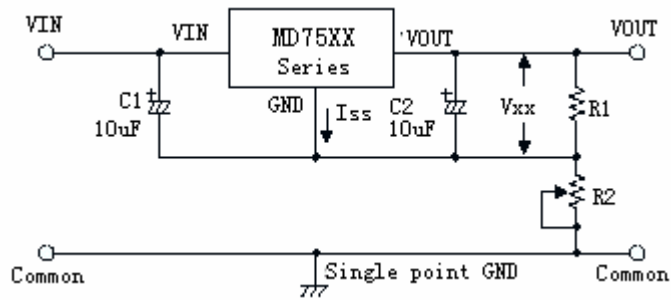 VIN
VIN
MD75XX
Series
VOUT
VOUT
C1
10uF
GND
Iss
C2
10uF
Vxx
R1
R2
Common
Single point GND
Common